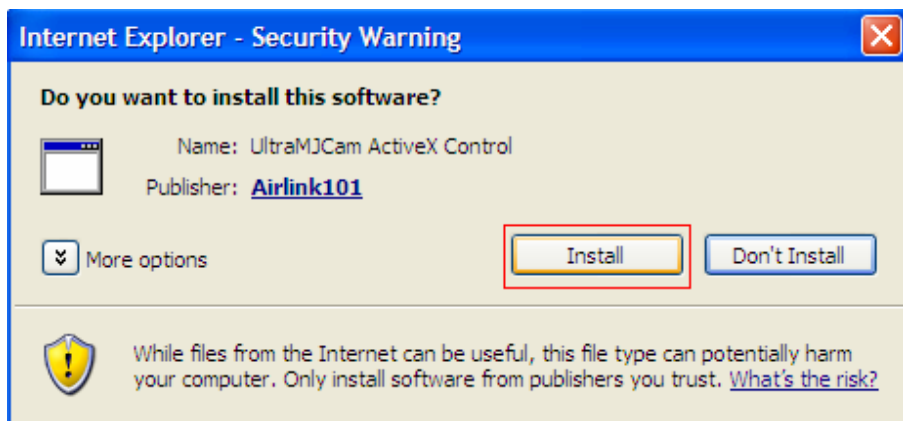 Internet Explorer - Security Warning
Do you want to install this software?
Name: UltraMJCam ActiveX Control
Publisher: Airlink101
More options
Install
Don't Install
While files from the Internet can be useful, this file type can potentially harm
your computer. Only install software from publishers you trust. What's the risk?